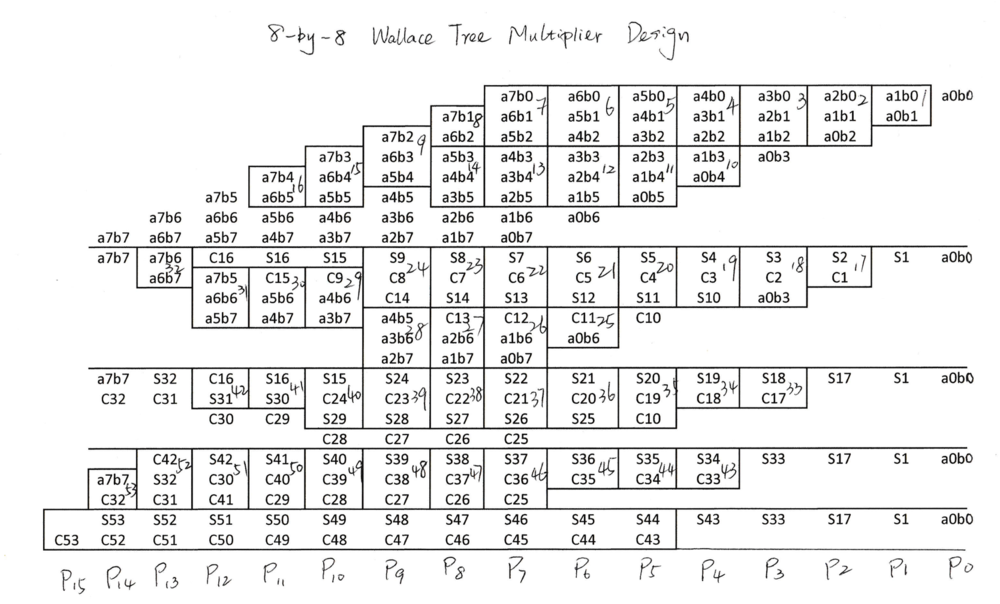 8-by-8 Wallace Tree Multiplier Design
a7b0 7 a6b0 a5b0 a4b0 a3b0 3 a2b0 2 a1b0 1 a0b0
a7b1 8 a6b1 a5b1 6 a4b1 5 a3b1 4 a2b1 a1b1 a0b1
a7b2 9 a6b2 a5b2 a4b2 a3b2 a2b2 a1b2 a0b2
a7b3 15 a6b3 a5b3 14 a4b3 13 a3b3 12 a2b3 11 a1b3 10 a0b3
a7b4 16 a6b4 a5b4 a4b4 a3b4 a2b4 a1b4 a0b4
a7b5 a6b5 a5b5 a4b5 a3b5 a2b5 a1b5 a0b5
a7b6 a6b6 a5b6 a4b6 a3b6 a2b6 a1b6 a0b6
a7b7 a6b7 a5b7 a4b7 a3b7 a2b7 a1b7 a0b7
a7b7 a7b6 32 C16 S16 S15 S9 24 S8 23 S7 22 S6 21 S5 20 S4 19 S3 18 S2 17 S1 a0b0
a6b7 a7b5 31 C15 30 C9 29 C8 C7 C6 C5 C4 C3 C2 C1
a6b6 a5b6 a4b6 C14 S14 S13 S12 S11 S10 a0b3
a5b7 a4b7 a3b7 a4b5 28 C13 27 C12 26 C11 25 C10
a3b6 a2b6 a1b6 a0b6
a2b7 a1b7 a0b7
a7b7 S32 C16 S16 S15 S24 S23 S22 S21 S20 S19 S18 S17 S1 a0b0
C32 C31 S31 42 S30 41 C24 40 C23 39 C22 38 C21 37 C20 36 C19 35 C18 34 C17 33
C30 C29 S29 S28 S27 S26 S25 C10
C28 C27 C26 C25
C42 52 S42 51 S41 50 S40 49 S39 48 S38 47 S37 46 S36 45 S35 44 S34 43 S33 S17 S1 a0b0
a7b7 53 S32 C30 C40 C39 C38 C37 C36 C35 C34 C33
C32 C31 C41 C29 C28 C27 C26 C25
S53 S52 S51 S50 S49 S48 S47 S46 S45 S44 S43 S33 S17 S1 a0b0
C53 C52 C51 C50 C49 C48 C47 C46 C45 C44 C43
P15 P14 P13 P12 P11 P10 P9 P8 P7 P6 P5 P4 P3 P2 P1 P0